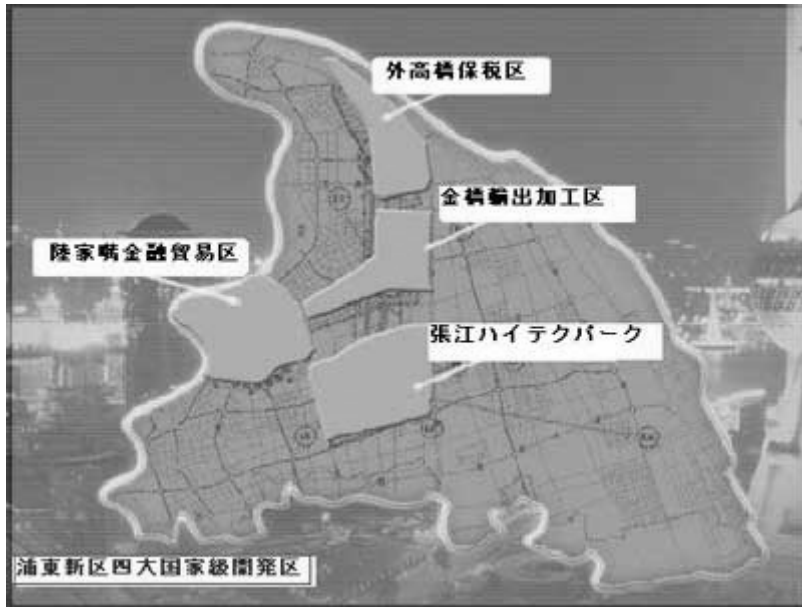 外高橋保税区
金橋輸出加工区
陸家嘴金融貿易区
張江ハイテクパーク
浦東新区四大国家級開発区